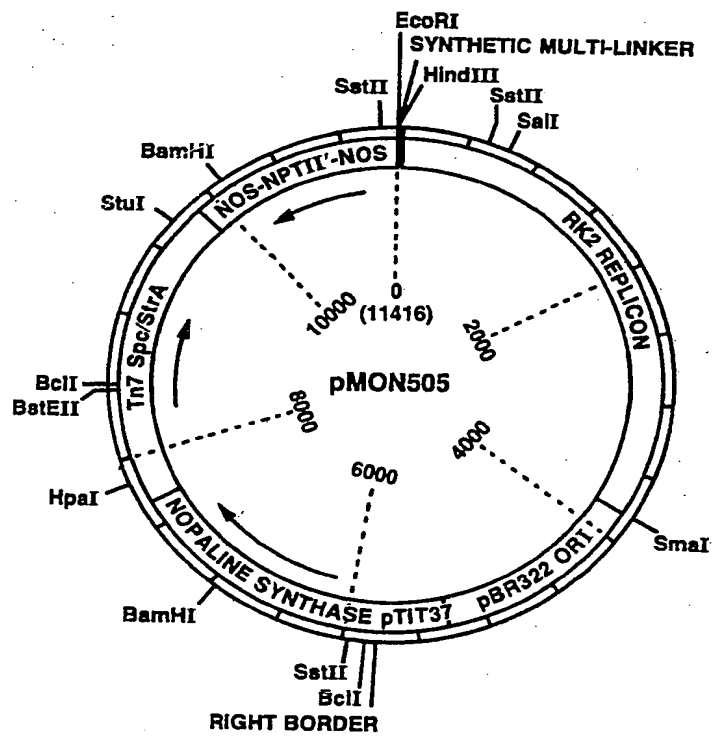 EcoRI
SYNTHETIC MULTI-LINKER
HindIII
SstII
SstII
SalI
BamHI
NOS-NPTII'-NOS
StuI
RK2 REPLICON
0
(11416)
10000
2000
Tn7 Spc/StrA
pMON505
BclI
BstEII
8000
4000
6000
HpaI
SmaI
NOPALINE SYNTHASE pTiT37
pBR322 ORI
BamHI
SstII
BclI
RIGHT BORDER